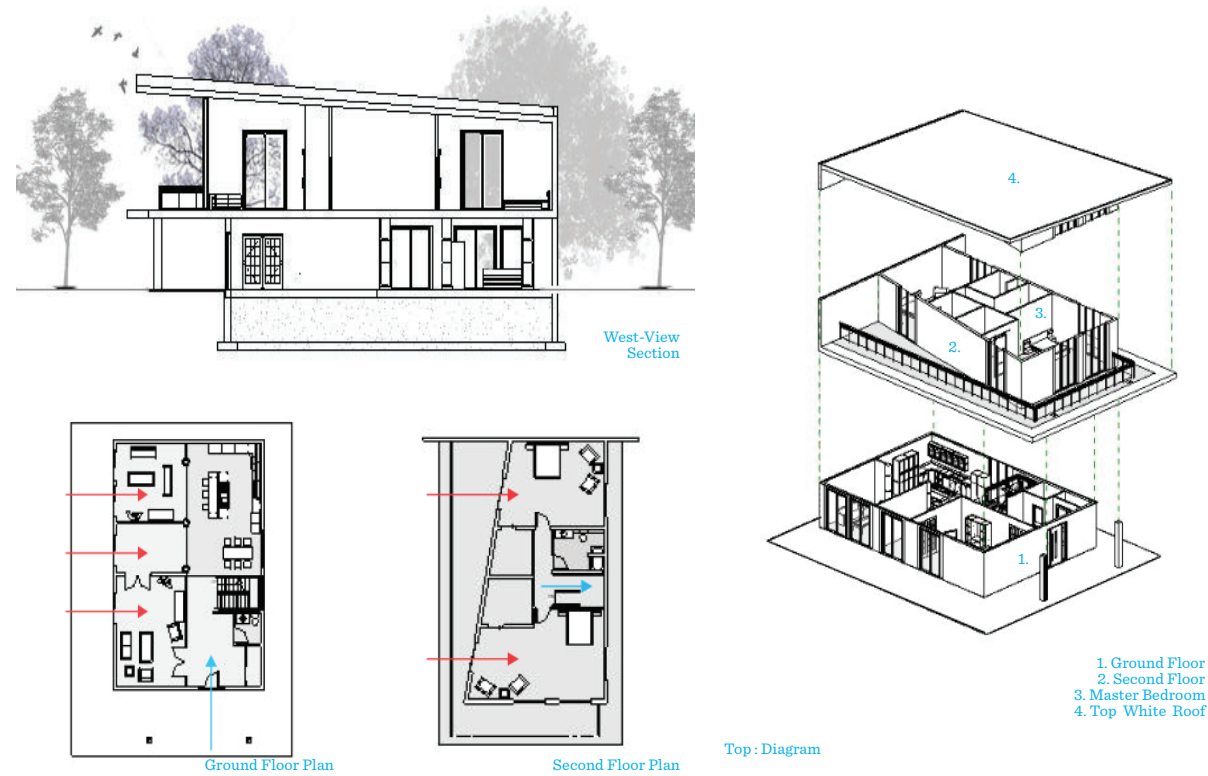 West-View
Section
Ground Floor Plan
Second Floor Plan
4.
3.
2.
1.
1. Ground Floor
2. Second Floor
3. Master Bedroom
4. Top White Roof
Top : Diagram